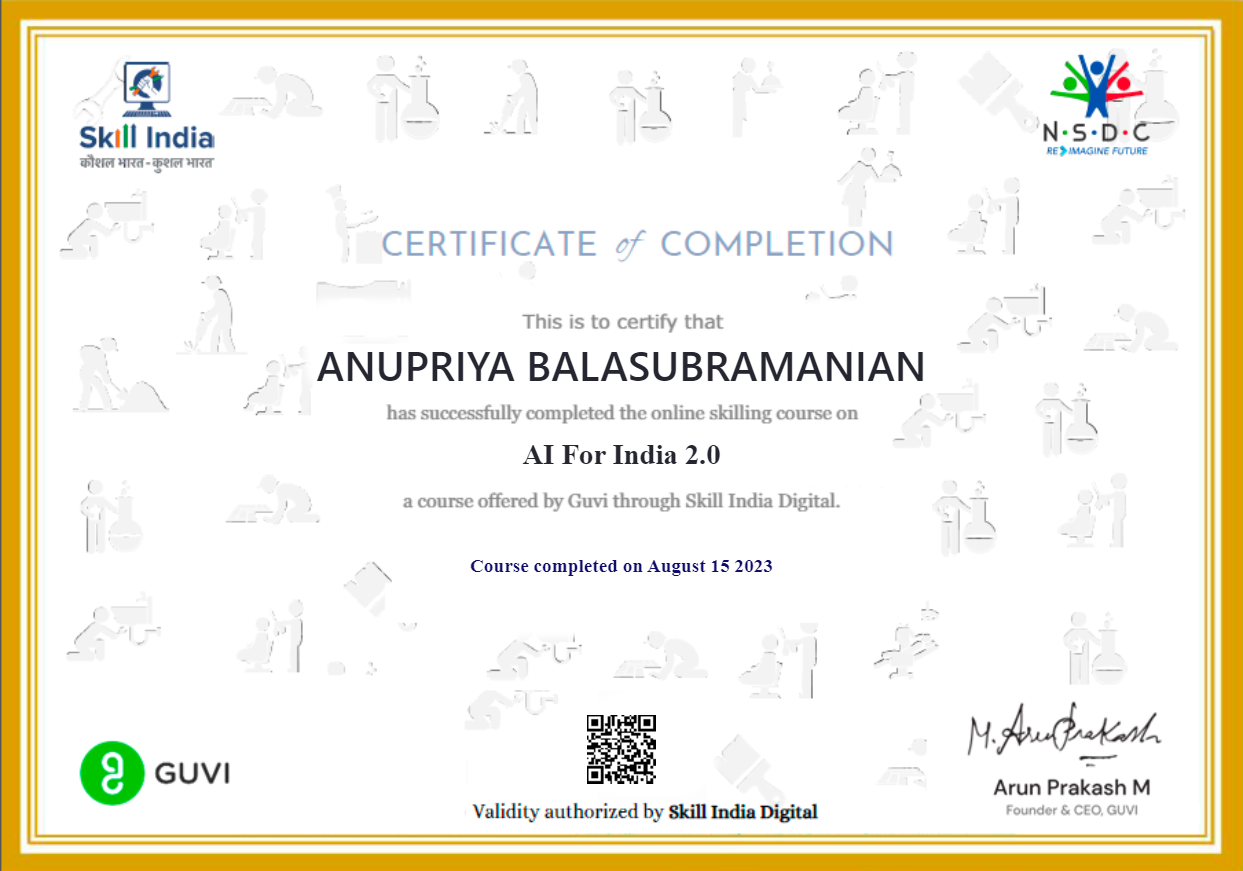 Skill India
कौशल भारत - कुशल भारत
N·S·D·C
RE IMAGINE FUTURE
CERTIFICATE of COMPLETION
This is to certify that
ANUPRIYA BALASUBRAMANIAN
has successfully completed the online skilling course on
AI For India 2.0
a course offered by Guvi through Skill India Digital.
Course completed on August 15 2023
GUVI
Validity authorized by Skill India Digital
M. Arun Prakash
Arun Prakash M
Founder & CEO, GUVI